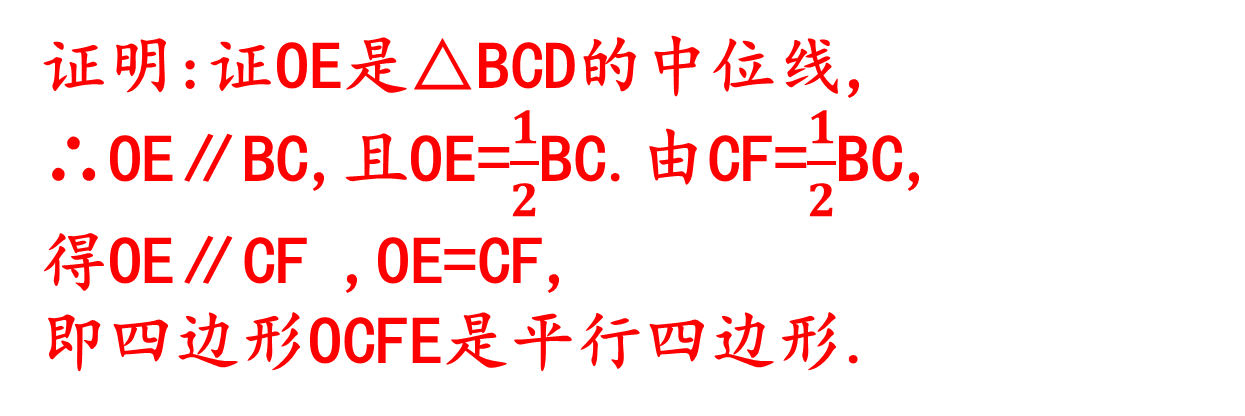 证明:证OE是△BCD的中位线,
∴OE∥BC,且OE=1/2BC.由CF=1/2BC,
得OE∥CF ,OE=CF,
即四边形OCFE是平行四边形.